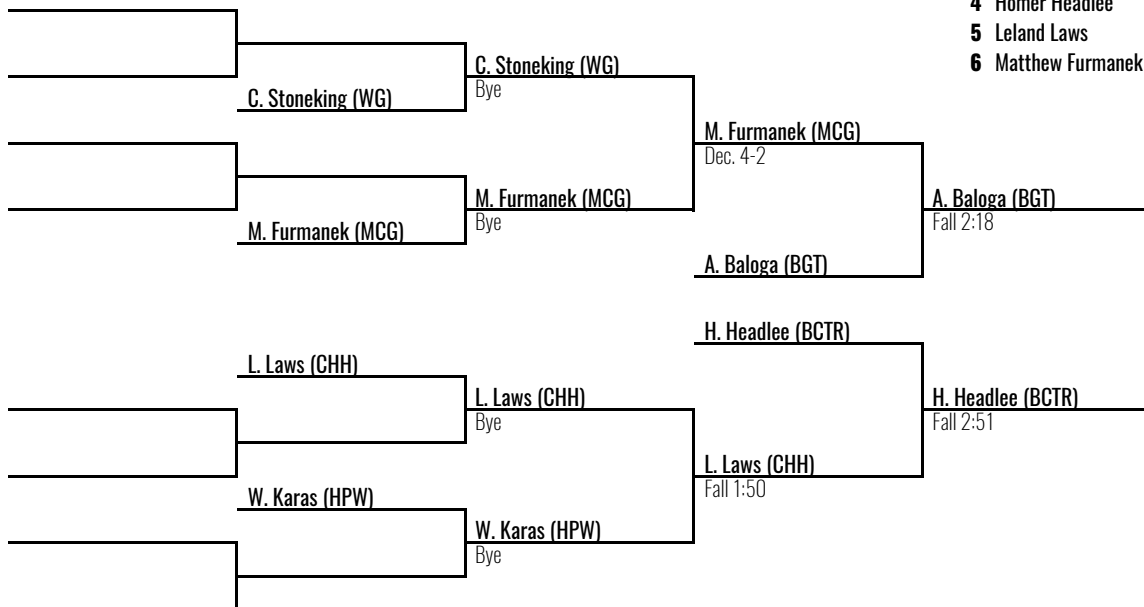 4 Homer Headlee
5 Leland Laws
6 Matthew Furmanek
C. Stoneking (WG)
Bye
C. Stoneking (WG)
M. Furmanek (MCG)
Dec. 4-2
M. Furmanek (MCG)
Bye
A. Baloga (BGT)
Fall 2:18
M. Furmanek (MCG)
A. Baloga (BGT)
H. Headlee (BCTR)
L. Laws (CHH)
L. Laws (CHH)
Bye
H. Headlee (BCTR)
Fall 2:51
L. Laws (CHH)
Fall 1:50
W. Karas (HPW)
W. Karas (HPW)
Bye